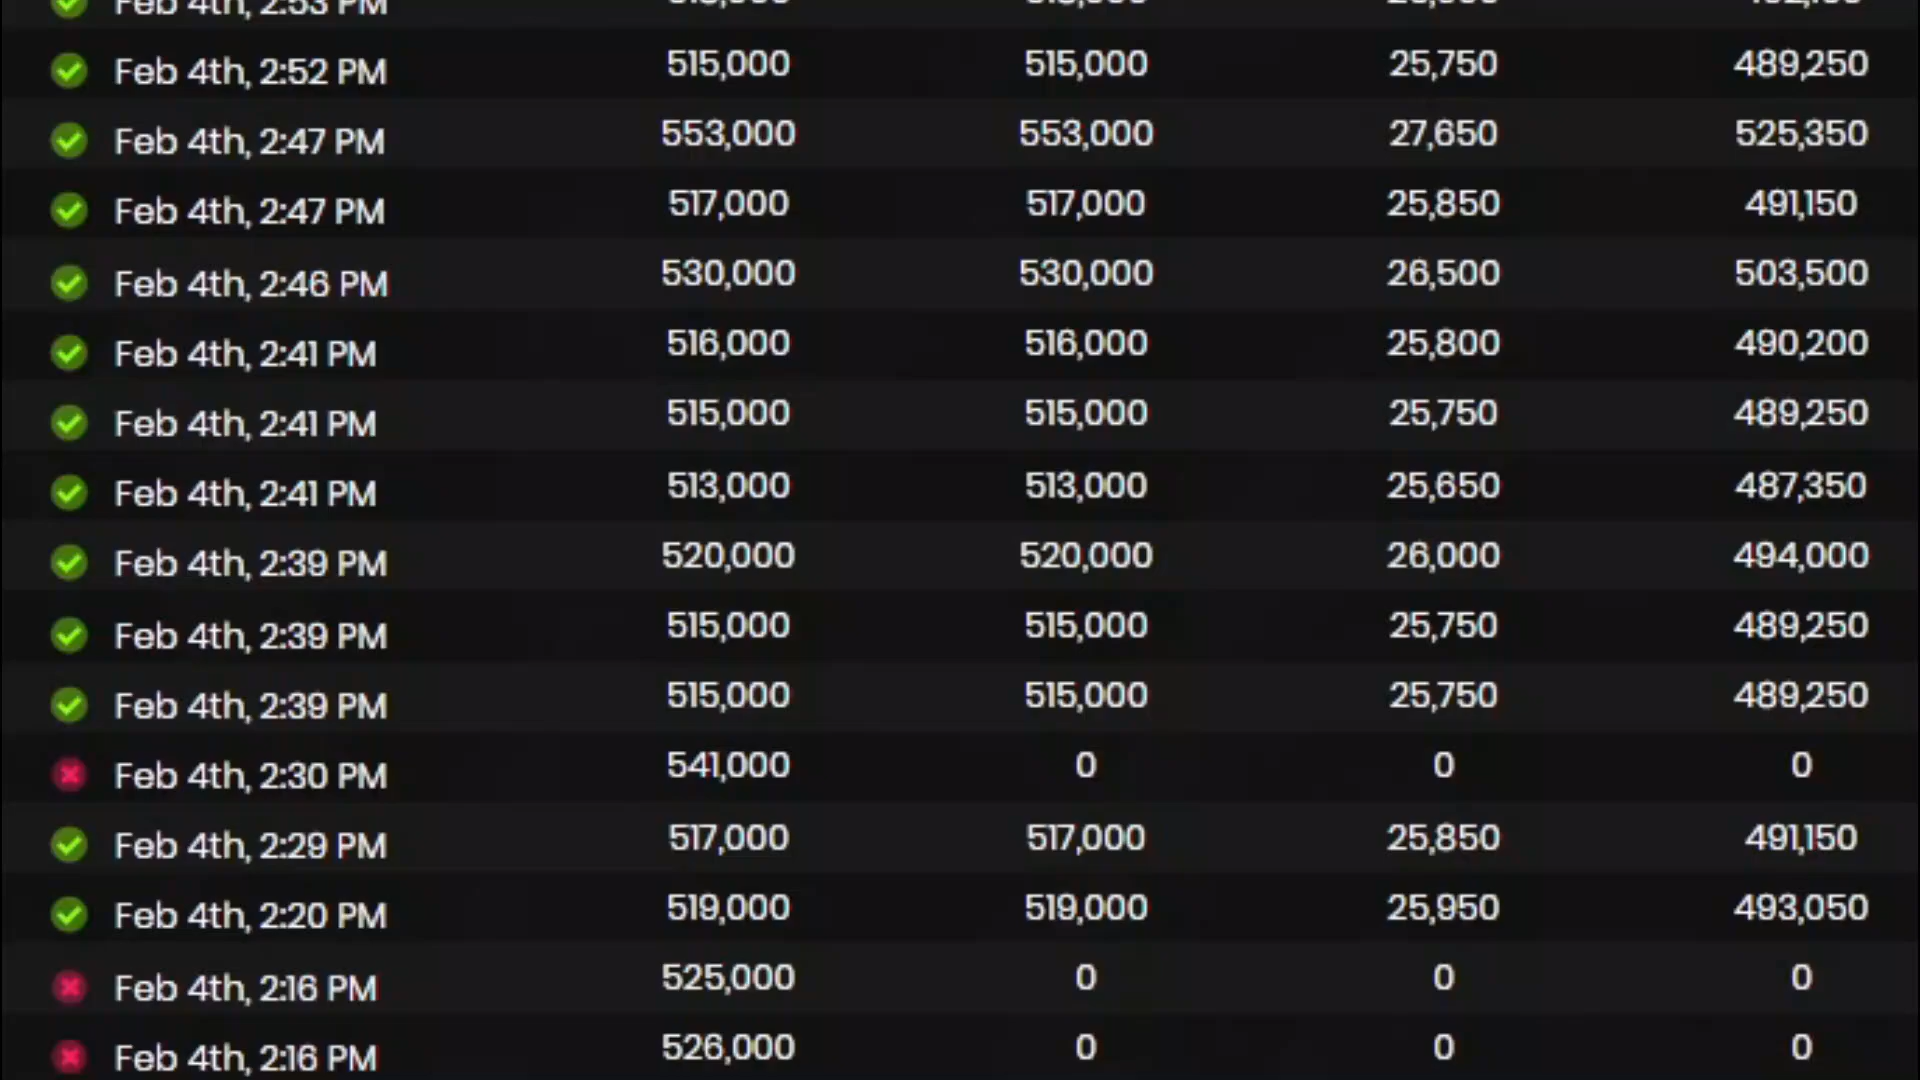 Feb 4th, 2:53 PM
Feb 4th, 2:52 PM 515,000 515,000 25,750 489,250
Feb 4th, 2:47 PM 553,000 553,000 27,650 525,350
Feb 4th, 2:47 PM 517,000 517,000 25,850 491,150
Feb 4th, 2:46 PM 530,000 530,000 26,500 503,500
Feb 4th, 2:41 PM 516,000 516,000 25,800 490,200
Feb 4th, 2:41 PM 515,000 515,000 25,750 489,250
Feb 4th, 2:41 PM 513,000 513,000 25,650 487,350
Feb 4th, 2:39 PM 520,000 520,000 26,000 494,000
Feb 4th, 2:39 PM 515,000 515,000 25,750 489,250
Feb 4th, 2:39 PM 515,000 515,000 25,750 489,250
Feb 4th, 2:30 PM 541,000 0 0 0
Feb 4th, 2:29 PM 517,000 517,000 25,850 491,150
Feb 4th, 2:20 PM 519,000 519,000 25,950 493,050
Feb 4th, 2:16 PM 525,000 0 0 0
Feb 4th, 2:16 PM 526,000 0 0 0